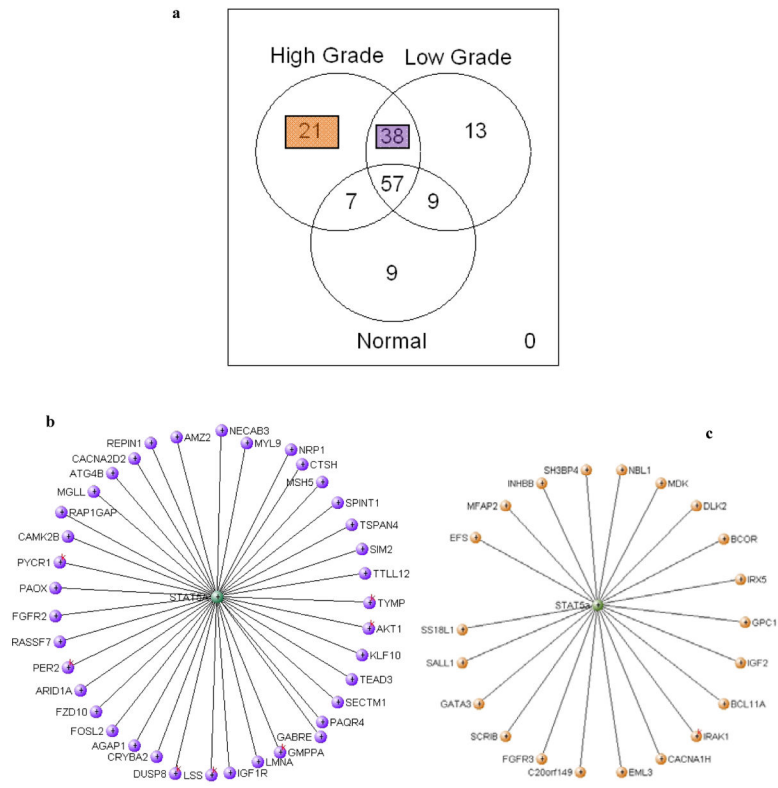 a
High Grade
Low Grade
21
38
13
57
7
9
9
Normal
0
b
NECAB3
AMZ2
REPIN1
MYL9
NRP1
CACNA2D2
CTSH
ATG4B
MSH5
MGLL
SPINT1
RAP1GAP
TSPAN4
CAMK2B
SIM2
PYCR1
TTLL12
PAOX
STAT5A
TYMP
FGFR2
AKT1
RASSF7
KLF10
PER2
TEAD3
ARID1A
SECTM1
FZD10
PAQR4
FOSL2
GABRE
AGAP1
GMPPA
CRYBA2
LMNA
DUSP8
LSS
IGF1R
c
SH3BP4
NBL1
INHBB
MDK
MFAP2
DLK2
EFS
BCOR
IRX5
STAT5a
GPC1
SS18L1
SALL1
IGF2
GATA3
BCL11A
SCRIB
IRAK1
FGFR3
CACNA1H
C20orf149
EML3